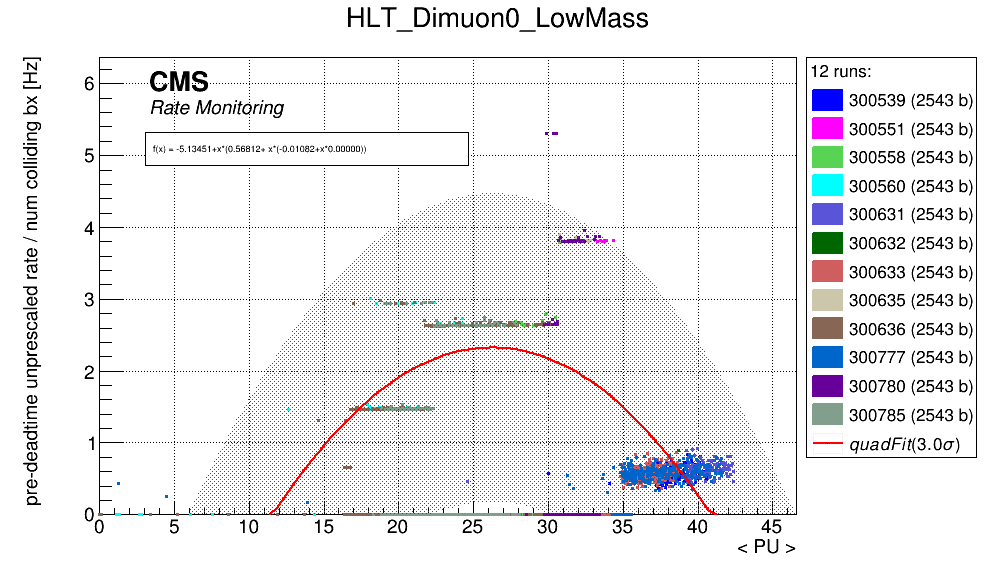 HLT_Dimuon0_LowMass
pre-deadtime unprescaled rate / num colliding bx [Hz]
CMS
Rate Monitoring
f(x) = -5.13451+x*(0.56812+ x*(-0.01082+x*0.00000))
6
5
4
3
2
1
0
0 5 10 15 20 25 30 35 40 45
< PU >
12 runs:
300539 (2543 b)
300551 (2543 b)
300558 (2543 b)
300560 (2543 b)
300631 (2543 b)
300632 (2543 b)
300633 (2543 b)
300635 (2543 b)
300636 (2543 b)
300777 (2543 b)
300780 (2543 b)
300785 (2543 b)
quadFit(3.0σ)